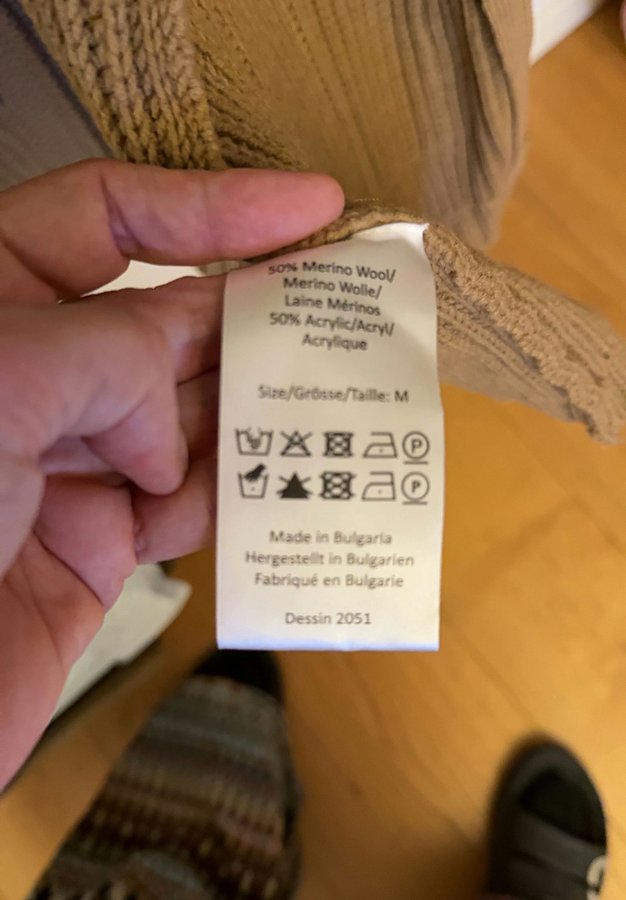 50% Merino Wool/
Merino Wolle/
Laine Mérinos
50% Acrylic/Acryl/
Acrylique
Size/Grösse/Taille: M
P
P
Made in Bulgaria
Hergestellt in Bulgarien
Fabriqué en Bulgarie
Dessin 2051